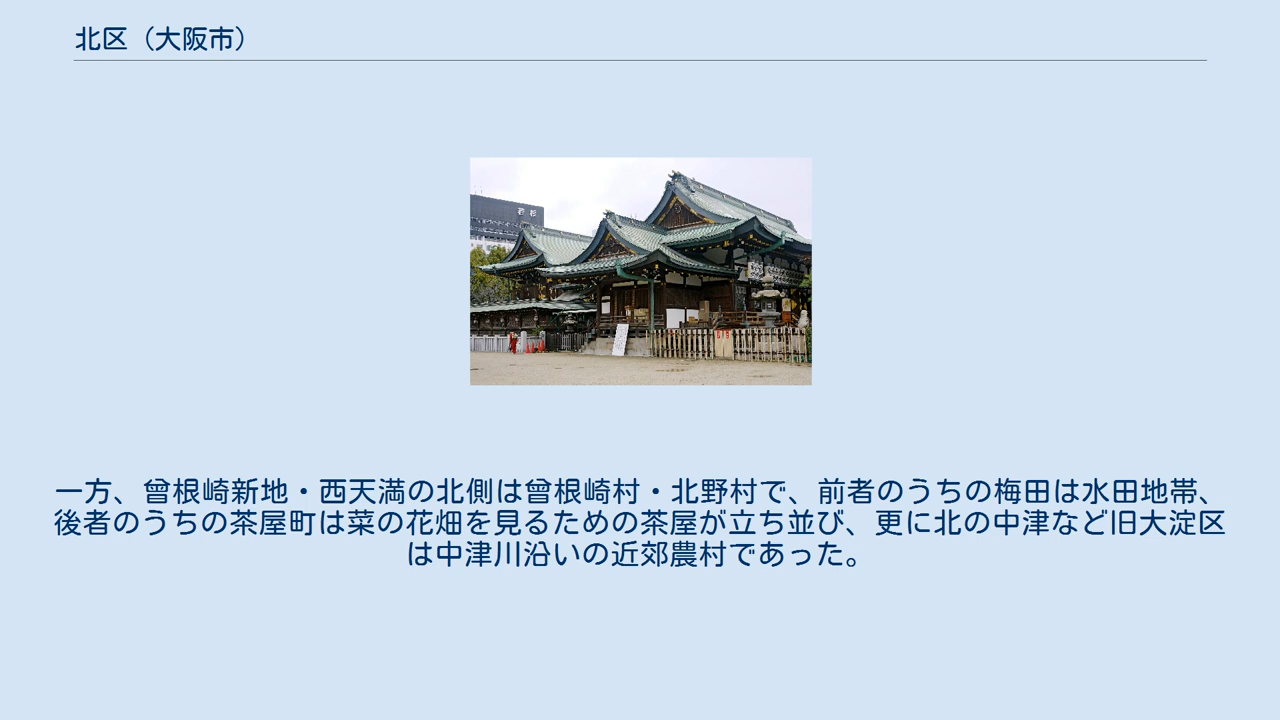 北区（大阪市）
若杉
一方、曾根崎新地・西天満の北側は曾根崎村・北野村で、前者のうちの梅田は水田地帯、
後者のうちの茶屋町は菜の花畑を見るための茶屋が立ち並び、更に北の中津など旧大淀区
は中津川沿いの近郊農村であった。